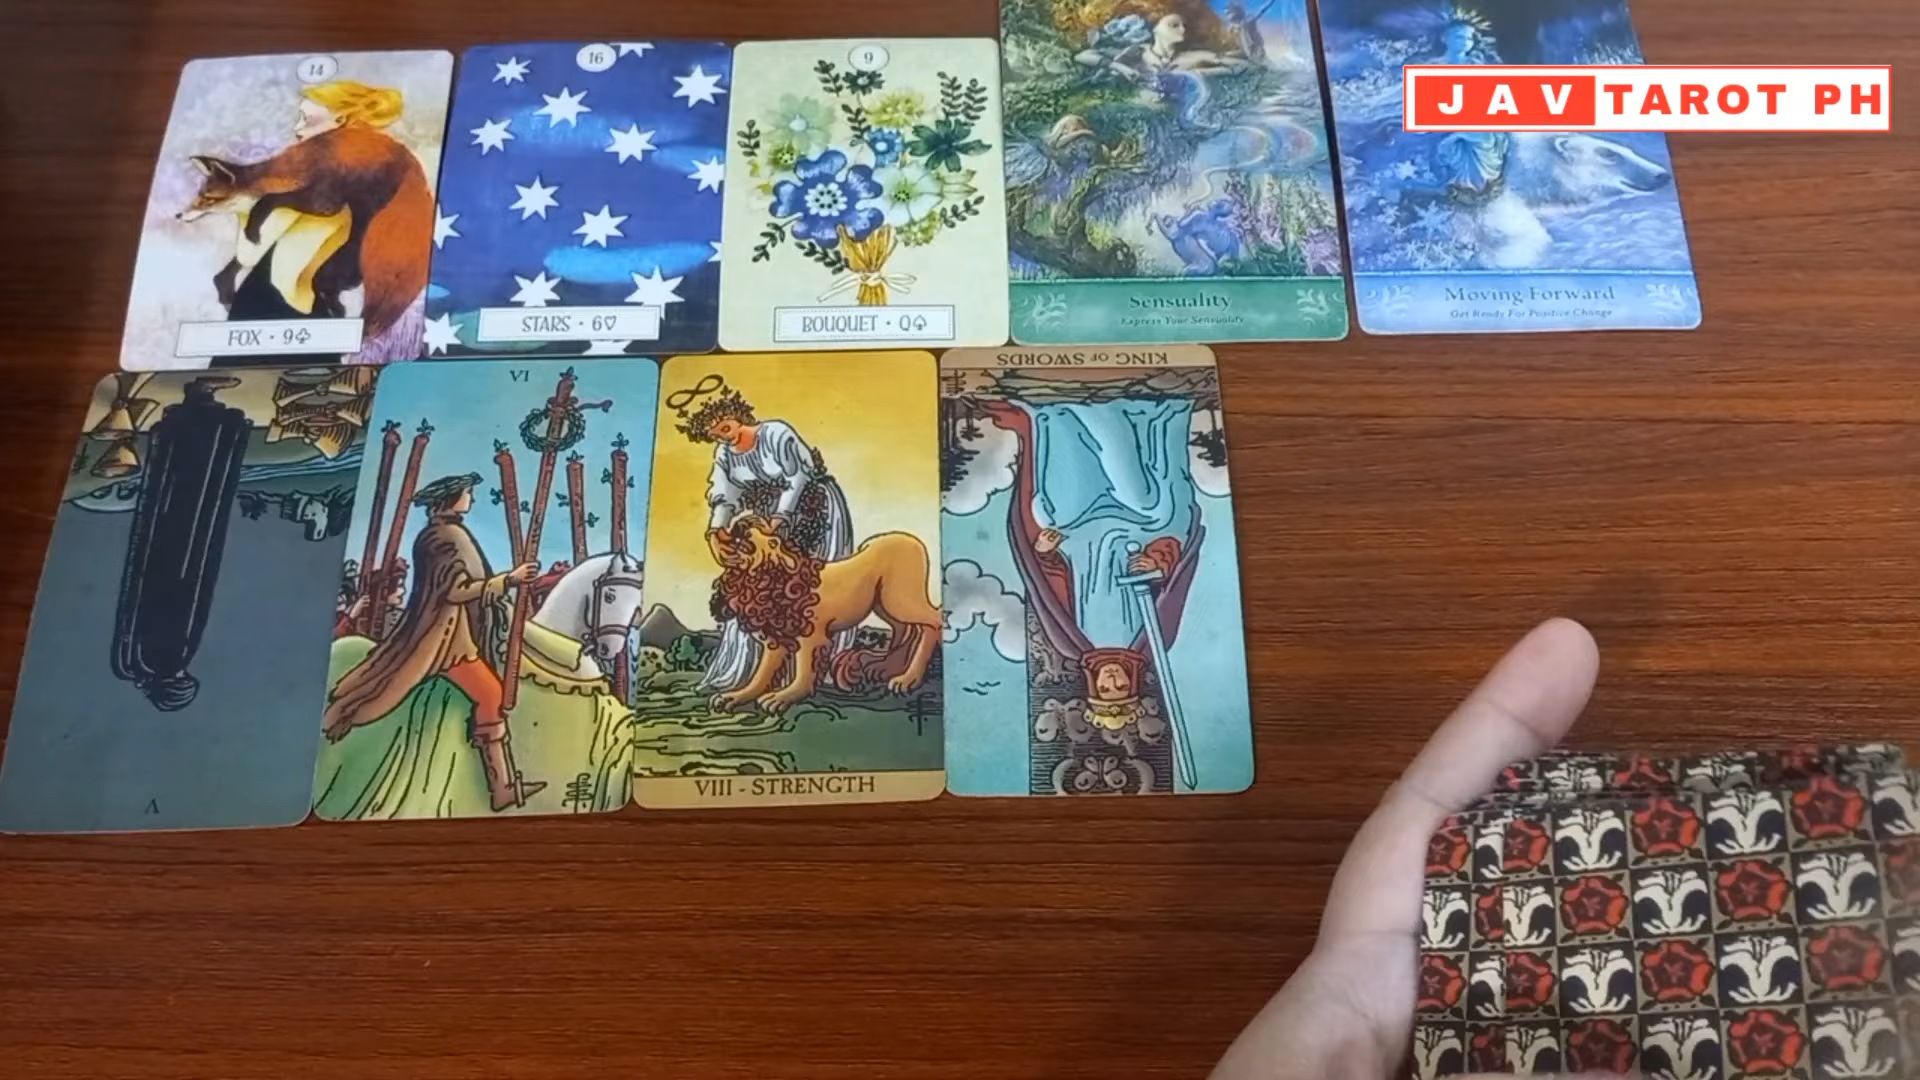 14
16
9
JAV TAROT PH
FOX • 9♧
STARS • 6♡
BOUQUET • Q♤
Sensuality
Express Your Sensuality
Moving Forward
Get Ready For Positive Change
V
VI
VIII - STRENGTH
KING OF SWORDS